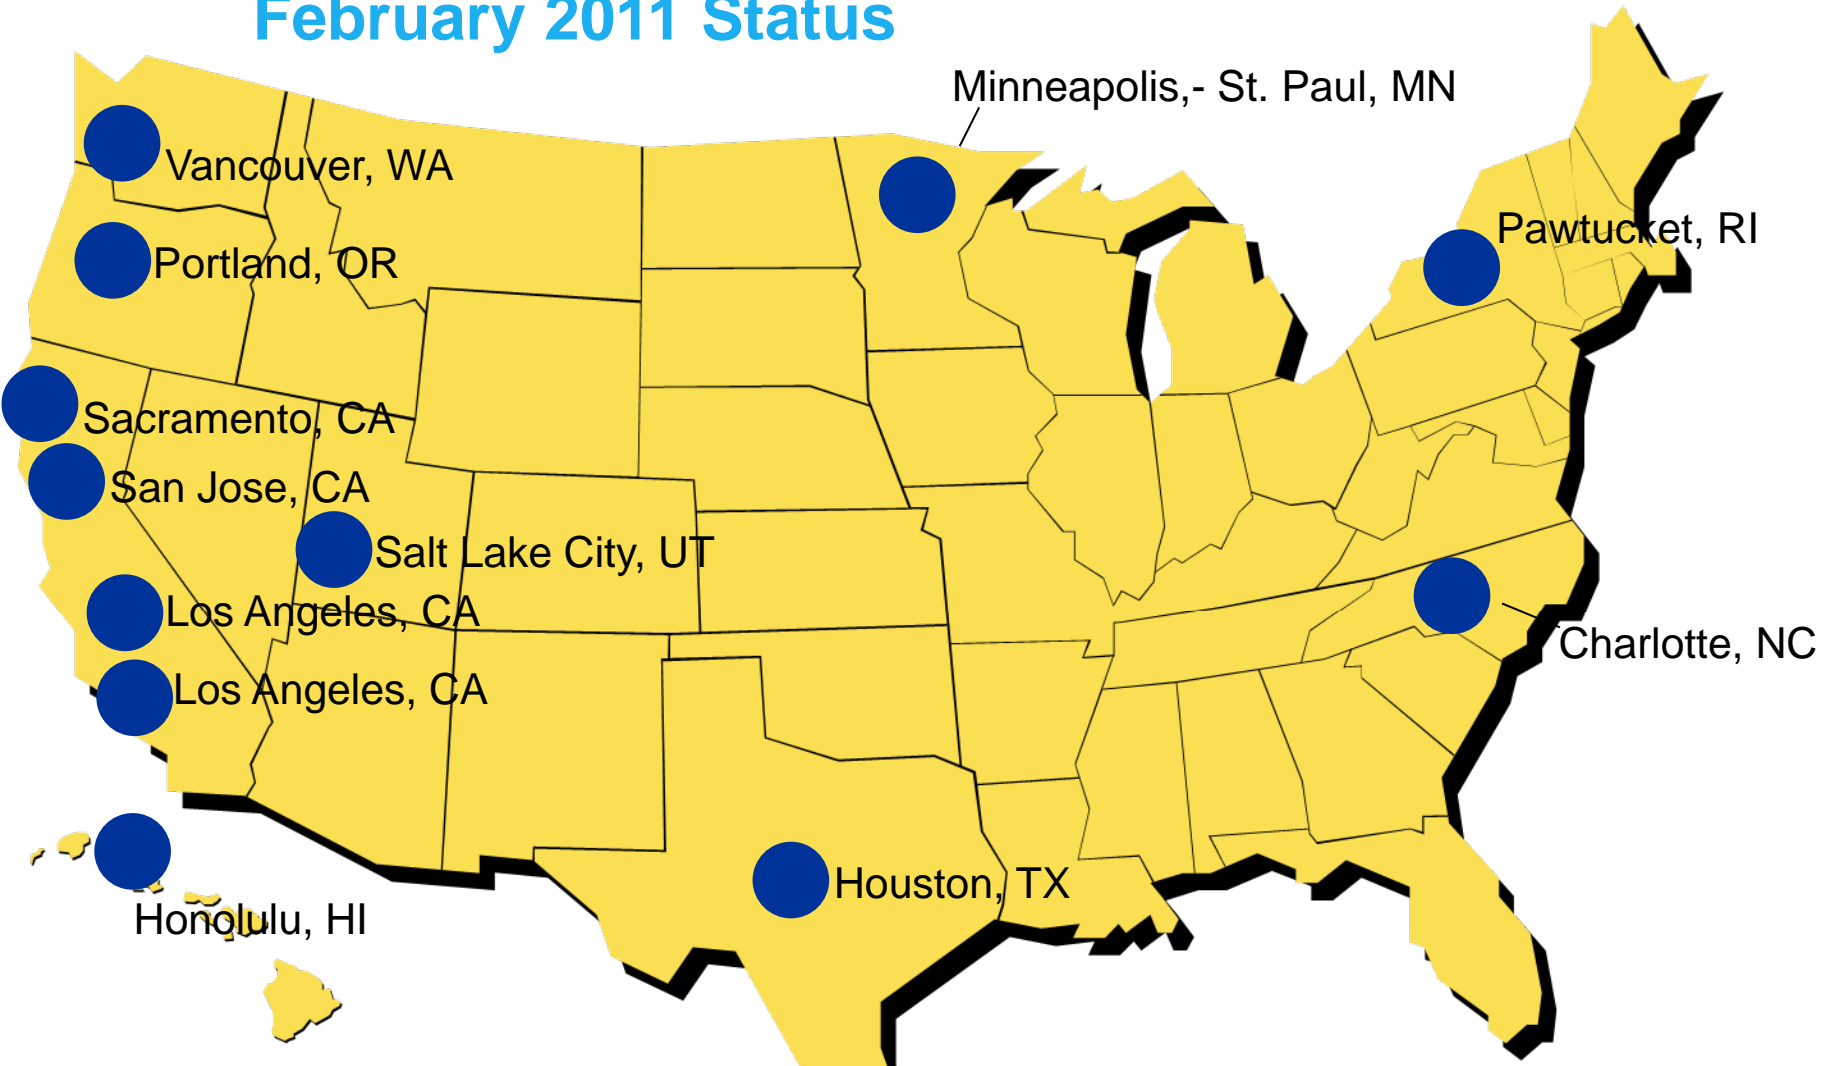 February 2011 Status
Minneapolis,- St. Paul, MN
Vancouver, WA
Pawtucket, RI
Portland, OR
Sacramento, CA
San Jose, CA
Salt Lake City, UT
Los Angeles, CA
Charlotte, NC
Los Angeles, CA
Houston, TX
Honolulu, HI